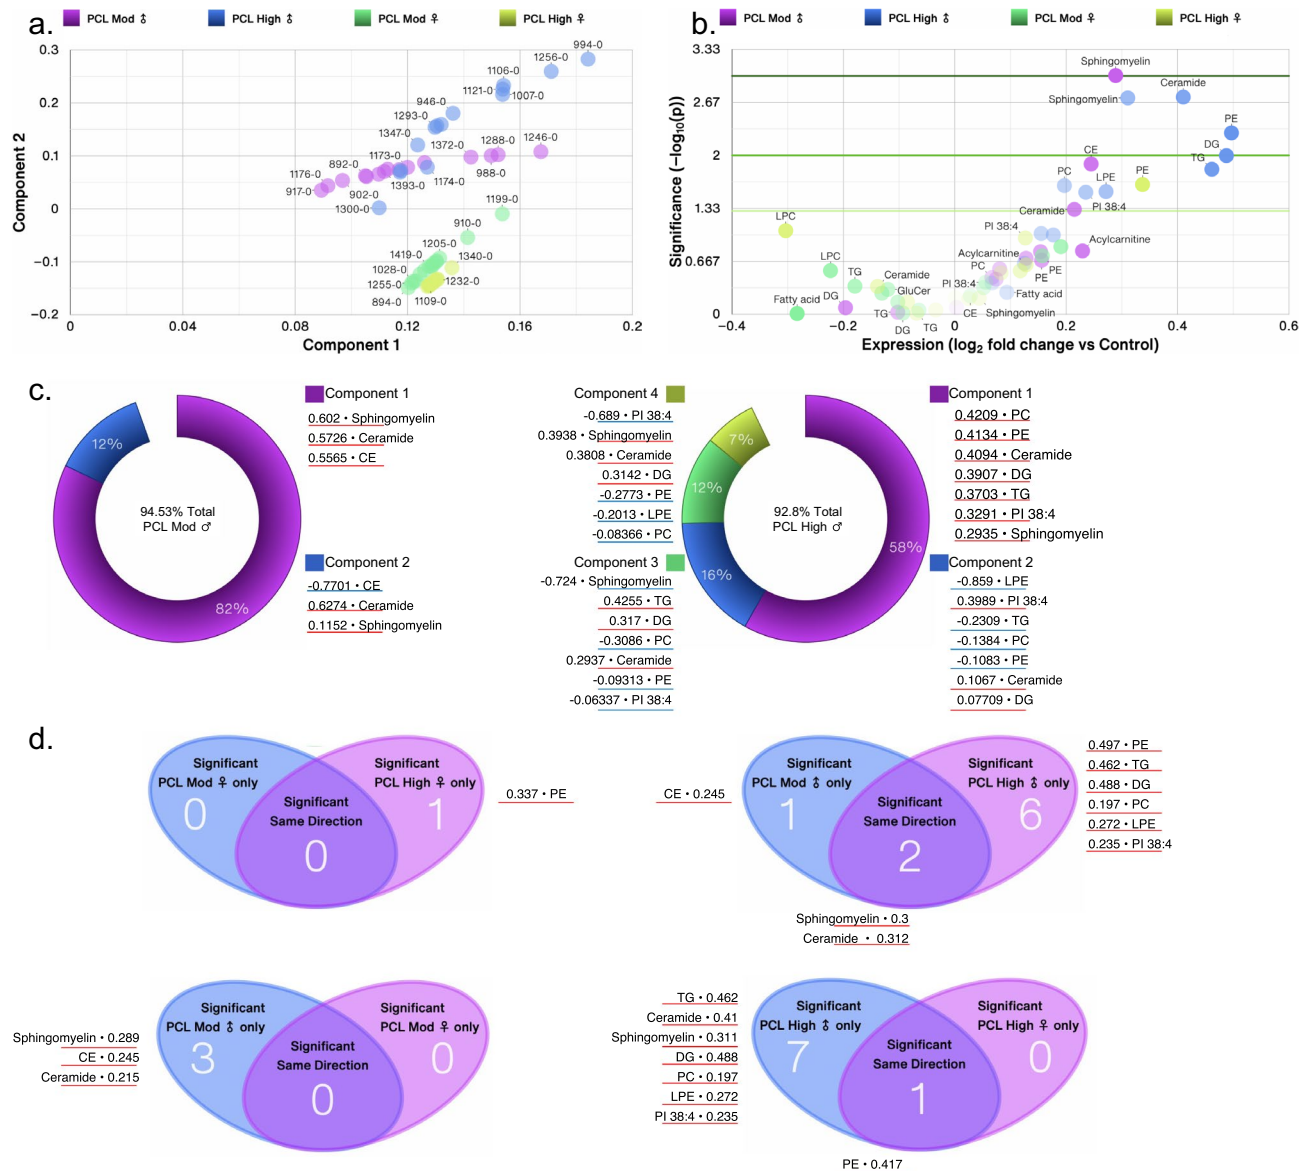 a.
PCL Mod ♂
PCL High ♂
PCL Mod ♀
PCL High ♀
Component 2
0.3
0.2
0.1
0
−0.1
−0.2
994-0
1256-0
1106-0
1121-0
1007-0
946-0
1293-0
1347-0
1372-0
1288-0
1246-0
1173-0
892-0
1176-0
988-0
917-0
902-0
1393-0
1174-0
1300-0
1199-0
910-0
1205-0
1419-0
1340-0
1028-0
1255-0
1232-0
894-0
1109-0
0
0.04
0.08
0.12
0.16
0.2
Component 1
b.
PCL Mod ♂
PCL High ♂
PCL Mod ♀
PCL High ♀
Significance (−log10(p))
3.33
2.67
2
1.33
0.667
0
Sphingomyelin
Ceramide
Sphingomyelin
PE
DG
TG
CE
PC
LPE
PE
PI 38:4
Ceramide
LPC
PI 38:4
Acylcarnitine
Acylcarnitine
LPC
PC
PE
TG
Ceramide
PE
PI 38:4
GluCer
Fatty acid
Fatty acid
DG
TG
CE
Sphingomyelin
DG
TG
−0.4
−0.2
0
0.2
0.4
0.6
Expression (log2 fold change vs Control)
c.
12%
82%
94.53% Total
PCL Mod ♂
Component 1
0.602 • Sphingomyelin
0.5726 • Ceramide
0.5565 • CE
Component 2
-0.7701 • CE
0.6274 • Ceramide
0.1152 • Sphingomyelin
Component 4
-0.689 • PI 38:4
0.3938 • Sphingomyelin
0.3808 • Ceramide
0.3142 • DG
-0.2773 • PE
-0.2013 • LPE
-0.08366 • PC
Component 3
-0.724 • Sphingomyelin
0.4255 • TG
0.317 • DG
-0.3086 • PC
0.2937 • Ceramide
-0.09313 • PE
-0.06337 • PI 38:4
7%
12%
16%
58%
92.8% Total
PCL High ♂
Component 1
0.4209 • PC
0.4134 • PE
0.4094 • Ceramide
0.3907 • DG
0.3703 • TG
0.3291 • PI 38:4
0.2935 • Sphingomyelin
Component 2
-0.859 • LPE
0.3989 • PI 38:4
-0.2309 • TG
-0.1384 • PC
-0.1083 • PE
0.1067 • Ceramide
0.07709 • DG
d.
Significant
PCL Mod ♀ only
0
Significant
Same Direction
0
Significant
PCL High ♀ only
1
0.337 • PE
CE • 0.245
Significant
PCL Mod ♂ only
1
Significant
Same Direction
2
Significant
PCL High ♂ only
6
0.497 • PE
0.462 • TG
0.488 • DG
0.197 • PC
0.272 • LPE
0.235 • PI 38:4
Sphingomyelin • 0.3
Ceramide • 0.312
Sphingomyelin • 0.289
CE • 0.245
Ceramide • 0.215
Significant
PCL Mod ♂ only
3
Significant
Same Direction
0
Significant
PCL Mod ♀ only
0
TG • 0.462
Ceramide • 0.41
Sphingomyelin • 0.311
DG • 0.488
PC • 0.197
LPE • 0.272
PI 38:4 • 0.235
Significant
PCL High ♂ only
7
Significant
Same Direction
1
Significant
PCL High ♀ only
0
PE • 0.417